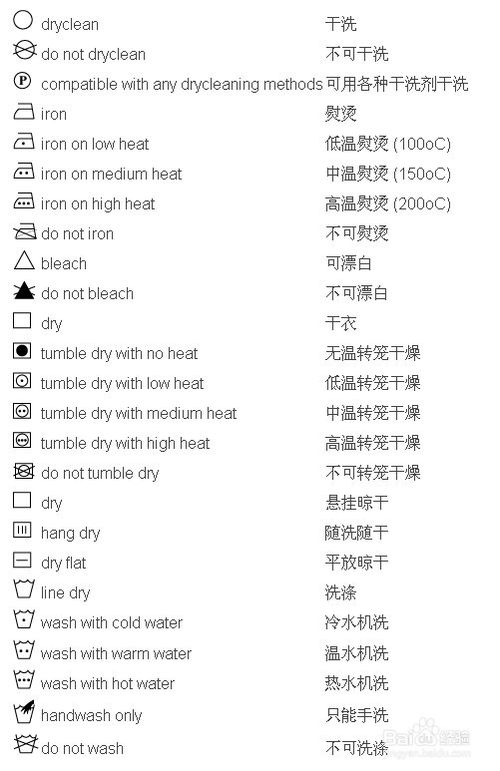 dryclean 干洗
do not dryclean 不可干洗
P compatible with any drycleaning methods 可用各种干洗剂干洗
iron 熨烫
iron on low heat 低温熨烫 (100oC)
iron on medium heat 中温熨烫 (150oC)
iron on high heat 高温熨烫 (200oC)
do not iron 不可熨烫
bleach 可漂白
do not bleach 不可漂白
dry 干衣
tumble dry with no heat 无温转笼干燥
tumble dry with low heat 低温转笼干燥
tumble dry with medium heat 中温转笼干燥
tumble dry with high heat 高温转笼干燥
do not tumble dry 不可转笼干燥
dry 悬挂晾干
hang dry 随洗随干
dry flat 平放晾干
line dry 洗涤
wash with cold water 冷水机洗
wash with warm water 温水机洗
wash with hot water 热水机洗
handwash only 只能手洗
do not wash 不可洗涤
Baidu 经验
jingyan.baidu.com